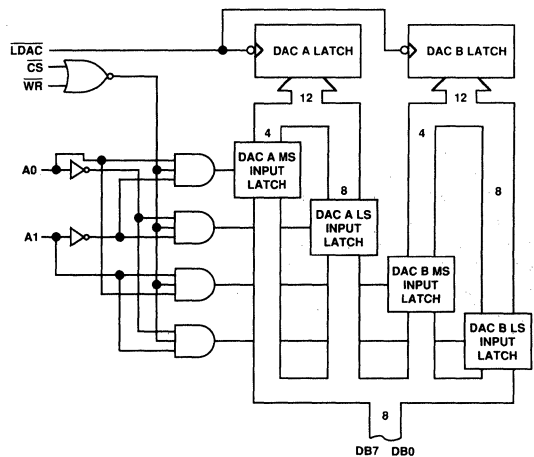 LDAC
CS
WR
DAC A LATCH
DAC B LATCH
12
12
4
4
8
8
A0
DAC A MS
INPUT
LATCH
DAC A LS
INPUT
LATCH
A1
DAC B MS
INPUT
LATCH
DAC B LS
INPUT
LATCH
8
DB7 DB0